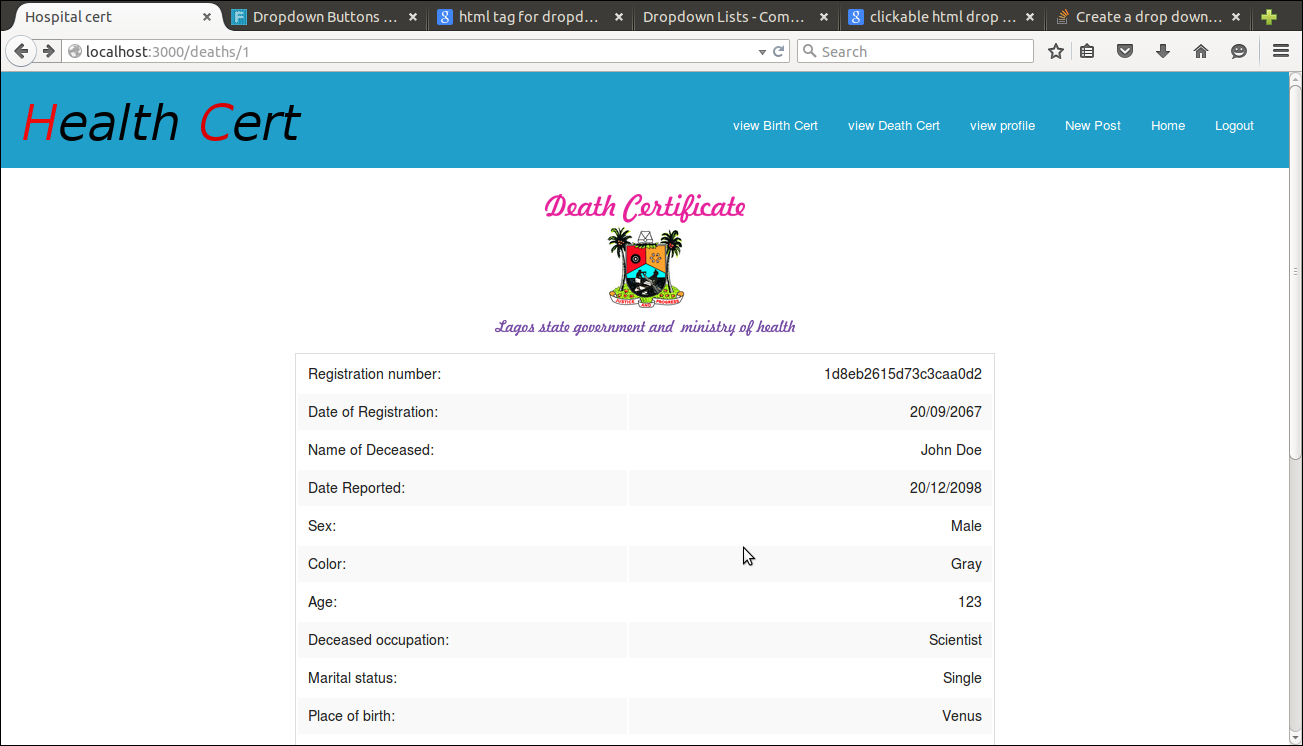 Hospital cert
Dropdown Buttons ...
html tag for dropd...
Dropdown Lists - Com...
clickable html drop ...
Create a drop down...
localhost:3000/deaths/1
Search
Health Cert
view Birth Cert
view Death Cert
view profile
New Post
Home
Logout
Death Certificate
JUSTICE AND PROGRESS
Lagos state government and ministry of health
Registration number: 1d8eb2615d73c3caa0d2
Date of Registration: 20/09/2067
Name of Deceased: John Doe
Date Reported: 20/12/2098
Sex: Male
Color: Gray
Age: 123
Deceased occupation: Scientist
Marital status: Single
Place of birth: Venus